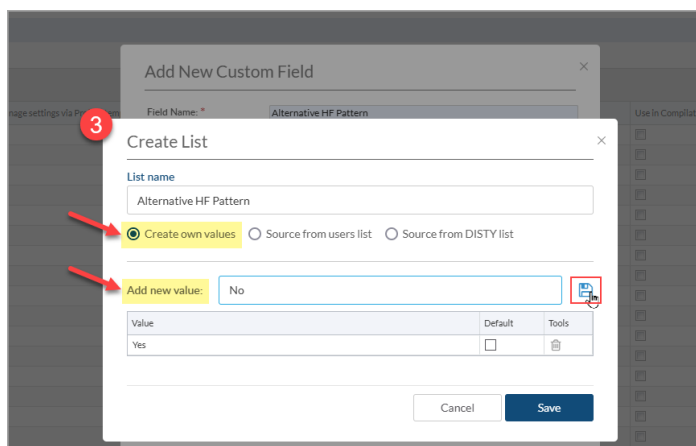 Add New Custom Field
nage settings via Pr
em
Field Name: *
Alternative HF Pattern
Use in Compilat
3
Create List
List name
Alternative HF Pattern
Create own values
Source from users list
Source from DISTY list
Add new value:
No
Value
Default
Tools
Yes
Cancel
Save